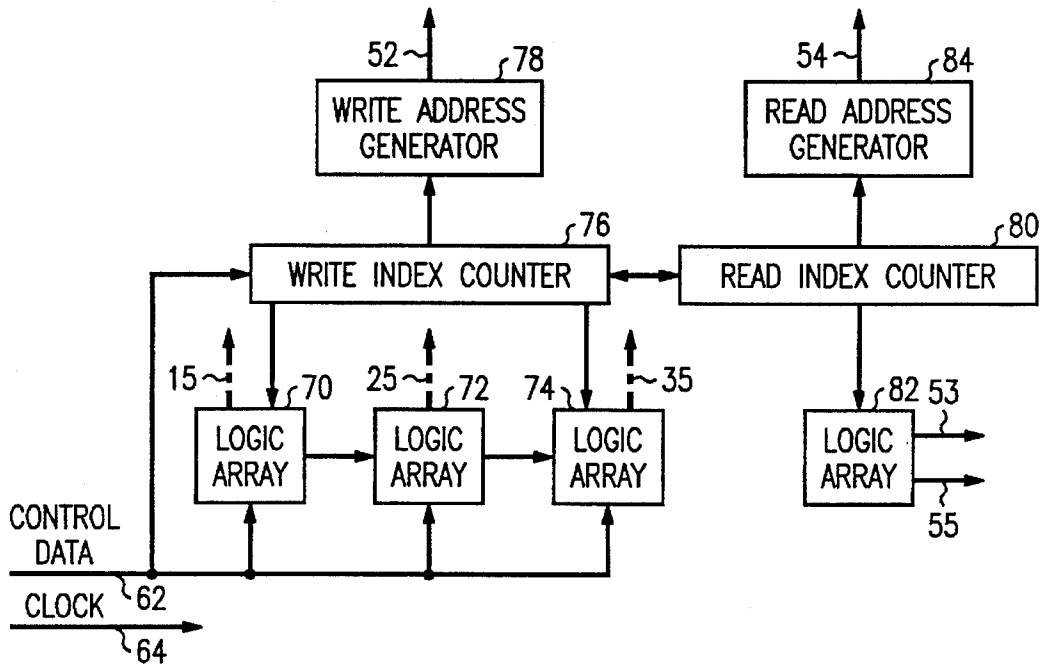 52
78
WRITE ADDRESS
GENERATOR
54
84
READ ADDRESS
GENERATOR
76
WRITE INDEX COUNTER
80
READ INDEX COUNTER
15
70
LOGIC
ARRAY
25
72
LOGIC
ARRAY
74
35
LOGIC
ARRAY
82
LOGIC
ARRAY
53
55
CONTROL
DATA
62
CLOCK
64